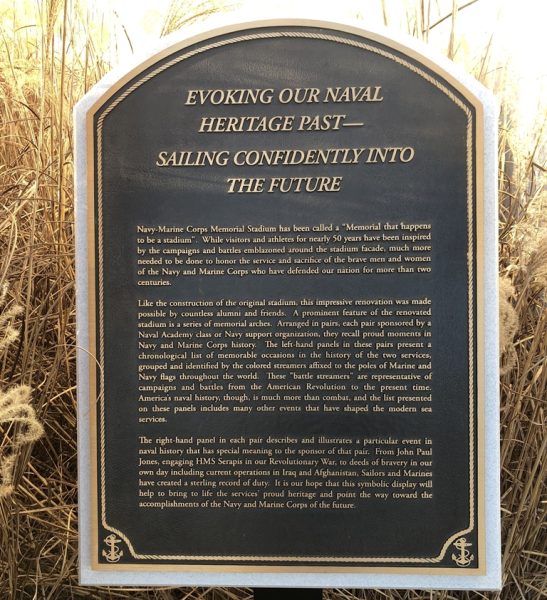 EVOKING OUR NAVAL
HERITAGE PAST—
SAILING CONFIDENTLY INTO
THE FUTURE
Navy-Marine Corps Memorial Stadium has been called a "Memorial that happens
to be a stadium". While visitors and athletes for nearly 50 years have been inspired
by the campaigns and battles emblazoned around the stadium facade, much more
needed to be done to honor the service and sacrifice of the brave men and women
of the Navy and Marine Corps who have defended our nation for more than two
centuries.
Like the construction of the original stadium, this impressive renovation was made
possible by countless alumni and friends. A prominent feature of the renovated
stadium is a series of memorial arches. Arranged in pairs, each pair sponsored by a
Naval Academy class or Navy support organization, they recall proud moments in
Navy and Marine Corps history. The left-hand panels in these pairs present a
chronological list of memorable occasions in the history of the two services,
grouped and identified by the colored streamers affixed to the poles of Marine and
Navy flags throughout the world. These "battle streamers" are representative of
campaigns and battles from the American Revolution to the present time.
America's naval history, though, is much more than combat, and the list presented
on these panels includes many other events that have shaped the modern sea
services.
The right-hand panel in each pair describes and illustrates a particular event in
naval history that has special meaning to the sponsor of that pair. From John Paul
Jones, engaging HMS Serapis in our Revolutionary War, to deeds of bravery in our
own day including current operations in Iraq and Afghanistan, Sailors and Marines
have created a sterling record of duty. It is our hope that this symbolic display will
help to bring to life the services' proud heritage and point the way toward the
accomplishments of the Navy and Marine Corps of the future.